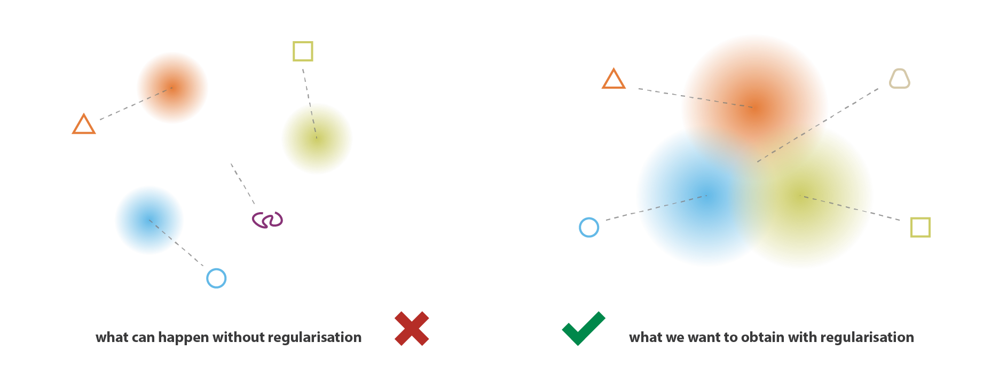 what can happen without regularisation
what we want to obtain with regularisation